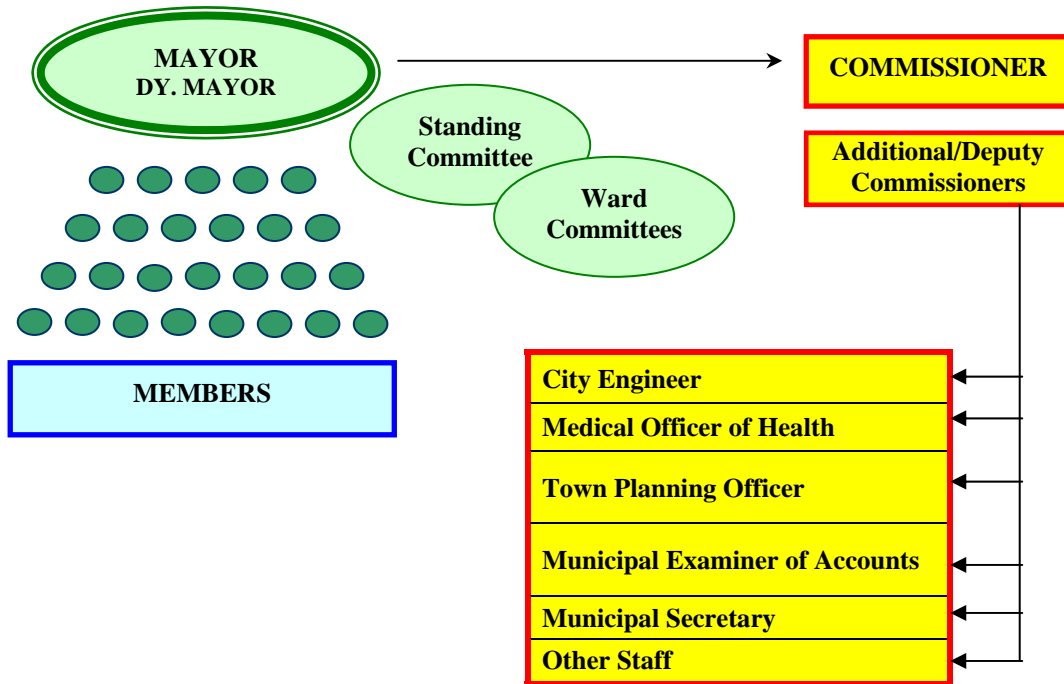 MAYOR
DY. MAYOR
COMMISSIONER
Standing
Committee
Additional/Deputy
Commissioners
Ward
Committees
MEMBERS
City Engineer
Medical Officer of Health
Town Planning Officer
Municipal Examiner of Accounts
Municipal Secretary
Other Staff